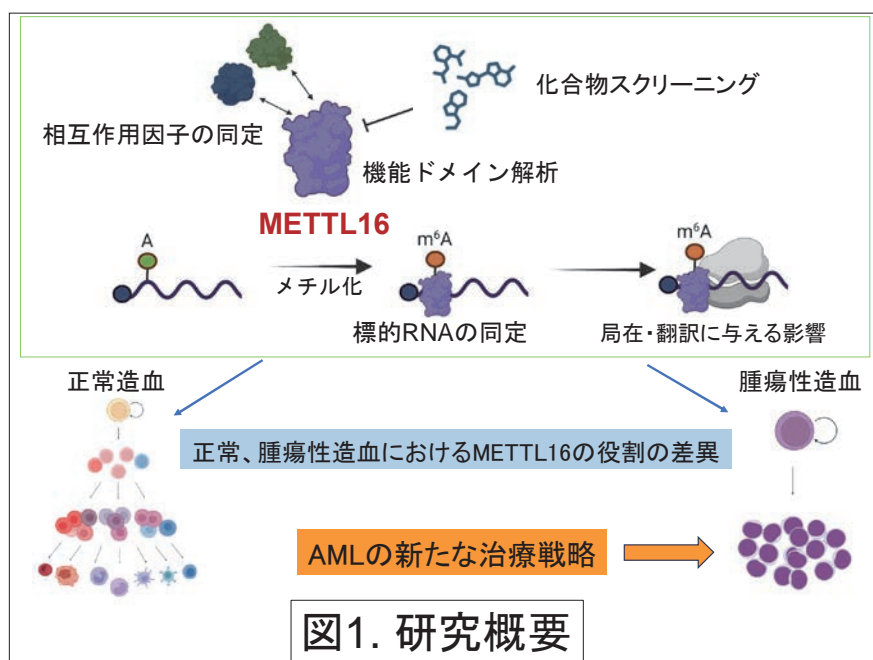 化合物スクリーニング
相互作用因子の同定
機能ドメイン解析
METTL16
A
メチル化
m⁶A
m⁶A
標的RNAの同定
局在・翻訳に与える影響
正常造血
腫瘍性造血
正常、腫瘍性造血におけるMETTL16の役割の差異
AMLの新たな治療戦略
図1. 研究概要